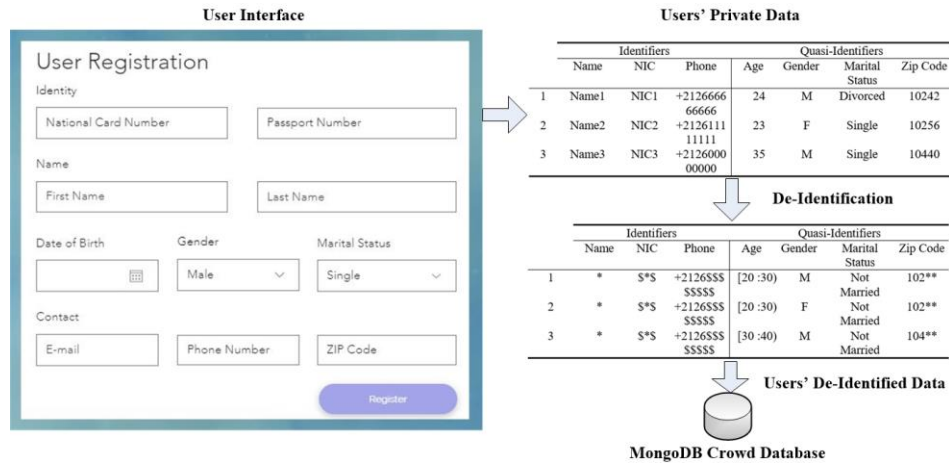 User Interface
User Registration
Identity
National Card Number
Passport Number
Name
First Name
Last Name
Date of Birth
Gender
Marital Status
Male
Single
Contact
E-mail
Phone Number
ZIP Code
Register
Users' Private Data
Identifiers Quasi-Identifiers
Name NIC Phone Age Gender Marital Zip Code
Status
1 Name1 NIC1 +2126666 24 M Divorced 10242
66666
2 Name2 NIC2 +2126111 23 F Single 10256
11111
3 Name3 NIC3 +2126000 35 M Single 10440
00000
De-Identification
Identifiers Quasi-Identifiers
Name NIC Phone Age Gender Marital Zip Code
Status
1 * $*$ +2126$$$ [20 :30) M Not 102**
$$$$$ Married
2 * $*$ +2126$$$ [20 :30) F Not 102**
$$$$$ Married
3 * $*$ +2126$$$ [30 :40) M Not 104**
$$$$$ Married
Users' De-Identified Data
MongoDB Crowd Database